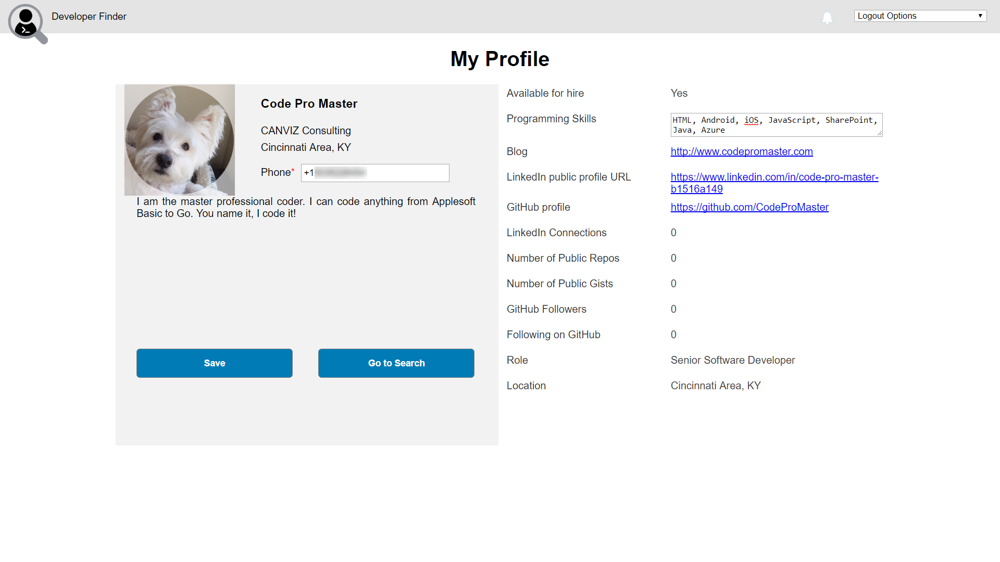 Developer Finder
Logout Options
My Profile
Code Pro Master
CANVIZ Consulting
Cincinnati Area, KY
Phone* +1
I am the master professional coder. I can code anything from Applesoft
Basic to Go. You name it, I code it!
Save
Go to Search
Available for hire Yes
Programming Skills HTML, Android, iOS, JavaScript, SharePoint,
Java, Azure
Blog http://www.codepromaster.com
LinkedIn public profile URL https://www.linkedin.com/in/code-pro-master-
b1516a149
GitHub profile https://github.com/CodeProMaster
LinkedIn Connections 0
Number of Public Repos 0
Number of Public Gists 0
GitHub Followers 0
Following on GitHub 0
Role Senior Software Developer
Location Cincinnati Area, KY